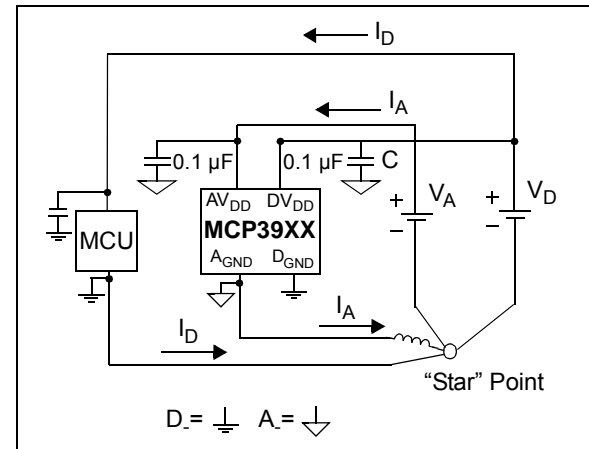 I_D
I_A
0.1 µF
0.1 µF
C
AV_DD
DV_DD
MCP39XX
A_GND
D_GND
MCU
+
–
V_A
+
–
V_D
I_D
I_A
“Star” Point
D_-=
A_-=